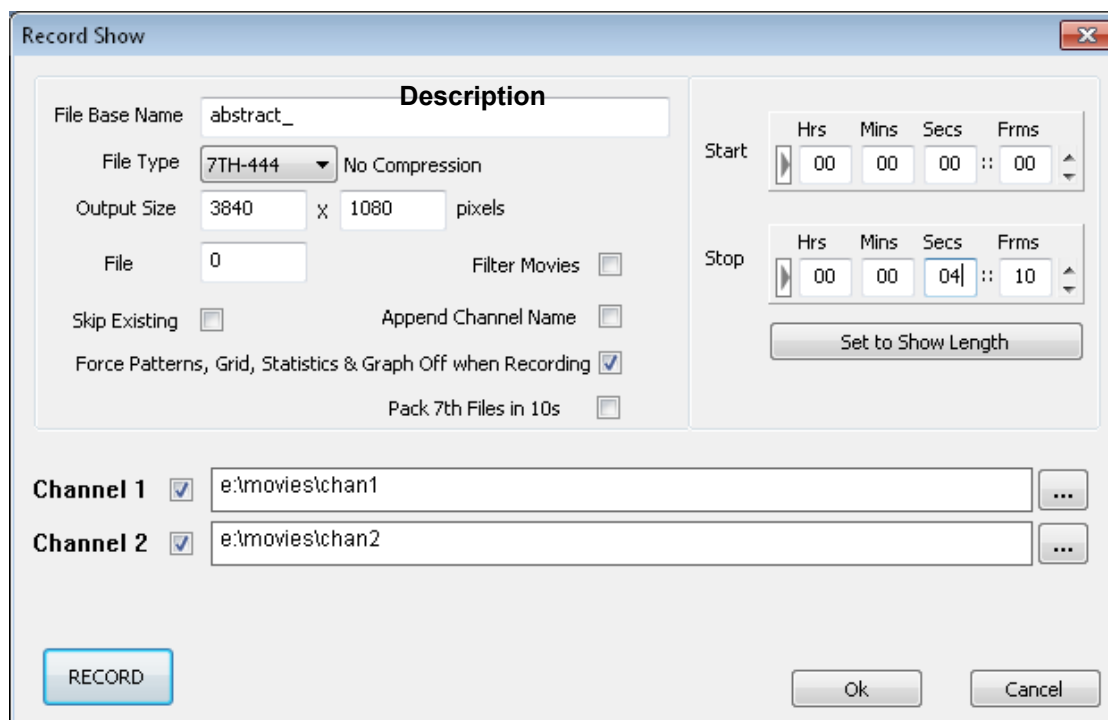 Record Show
Description
File Base Name abstract_
File Type 7TH-444 No Compression
Output Size 3840 x 1080 pixels
File 0 Filter Movies
Skip Existing Append Channel Name
Force Patterns, Grid, Statistics & Graph Off when Recording
Pack 7th Files in 10s
Hrs Mins Secs Frms
Start 00 00 00 :: 00
Hrs Mins Secs Frms
Stop 00 00 04 :: 10
Set to Show Length
Channel 1 e:\movies\chan1 ...
Channel 2 e:\movies\chan2 ...
RECORD Ok Cancel